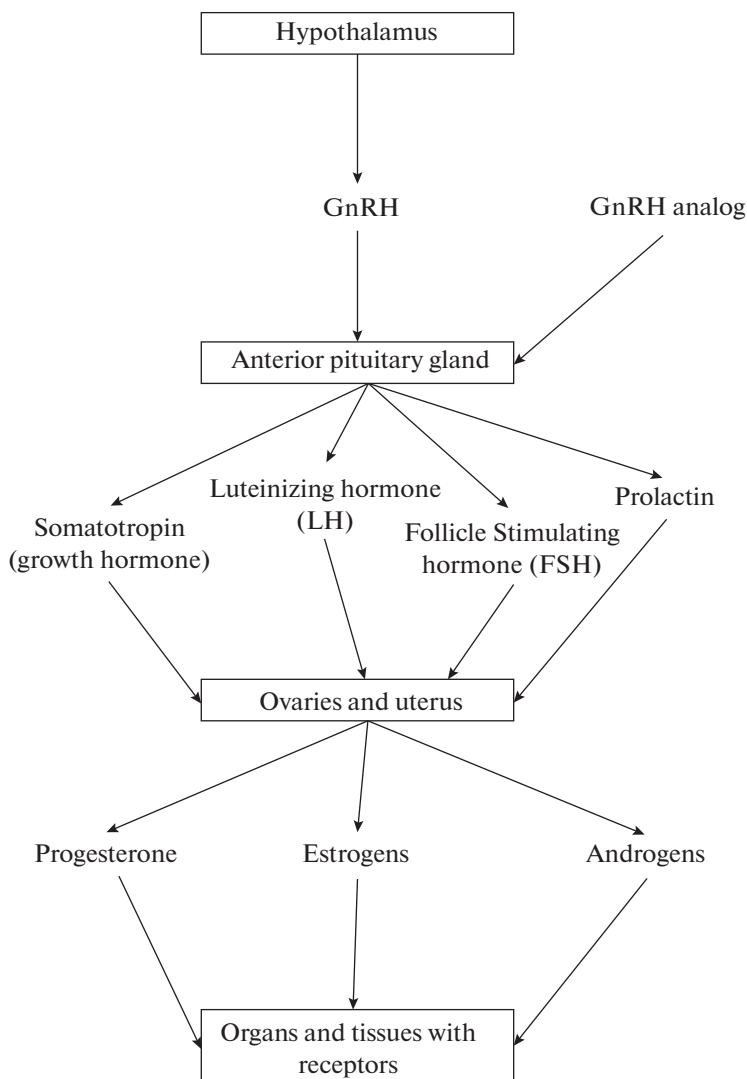 Hypothalamus
GnRH
GnRH analog
Anterior pituitary gland
Somatotropin
(growth hormone)
Luteinizing hormone
(LH)
Follicle Stimulating
hormone (FSH)
Prolactin
Ovaries and uterus
Progesterone
Estrogens
Androgens
Organs and tissues with
receptors